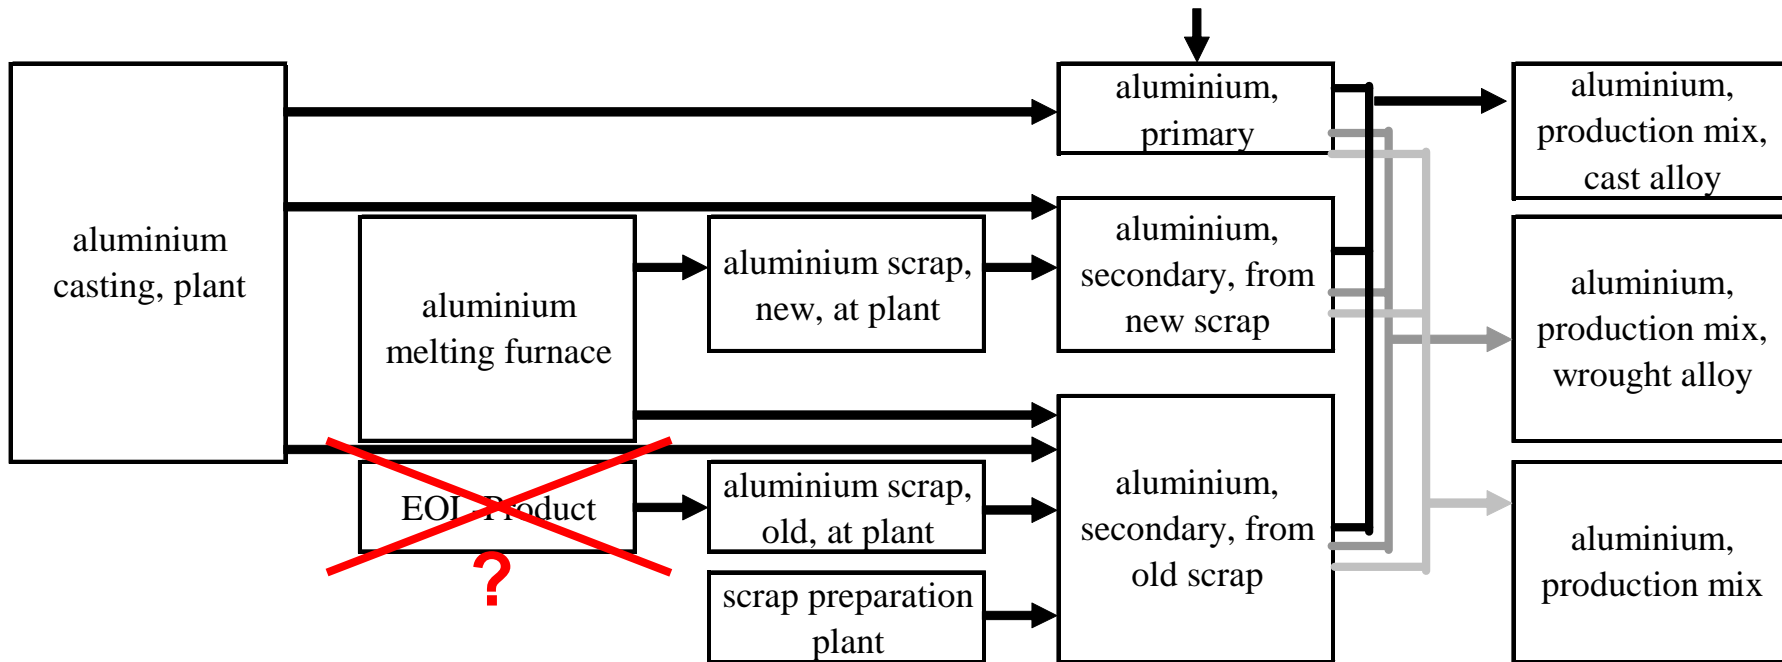 aluminium
casting, plant
aluminium
melting furnace
EOL-Product
?
aluminium scrap,
new, at plant
aluminium scrap,
old, at plant
scrap preparation
plant
aluminium,
primary
aluminium,
secondary, from
new scrap
aluminium,
secondary, from
old scrap
aluminium,
production mix,
cast alloy
aluminium,
production mix,
wrought alloy
aluminium,
production mix